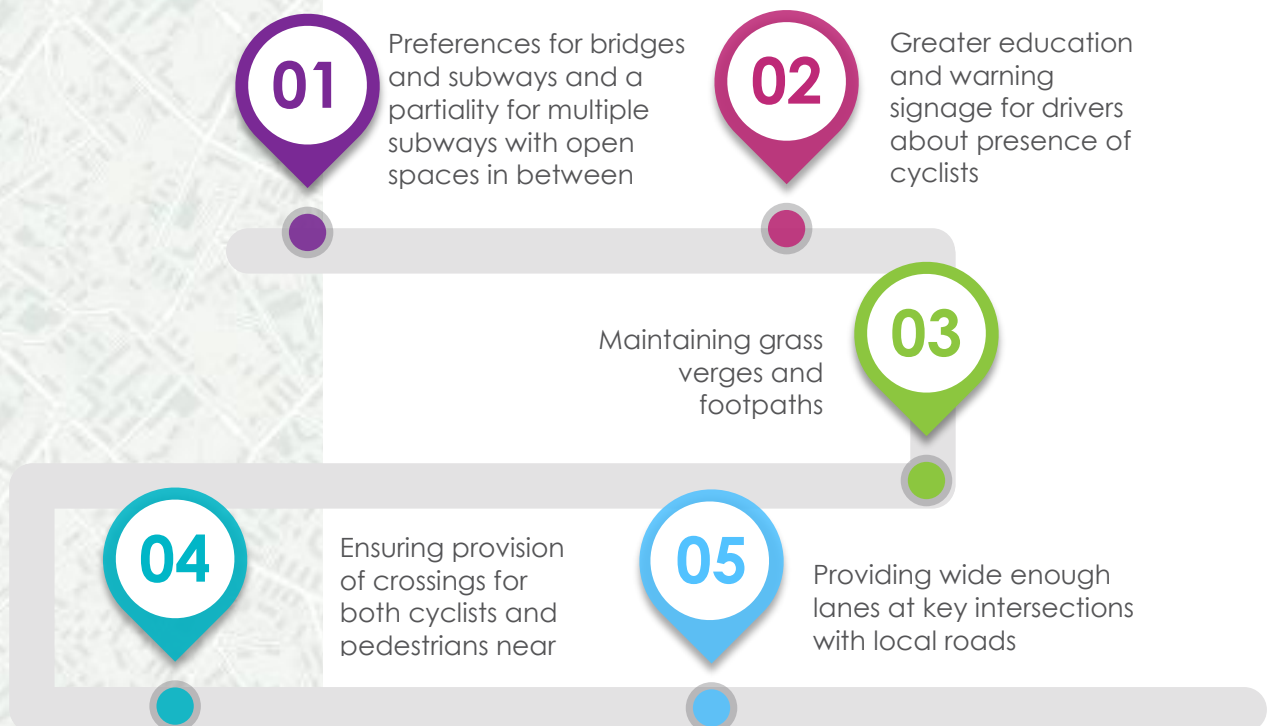 01
Preferences for bridges
and subways and a
partiality for multiple
subways with open
spaces in between
02
Greater education
and warning
signage for drivers
about presence of
cyclists
03
Maintaining grass
verges and
footpaths
04
Ensuring provision
of crossings for
both cyclists and
pedestrians near
05
Providing wide enough
lanes at key intersections
with local roads